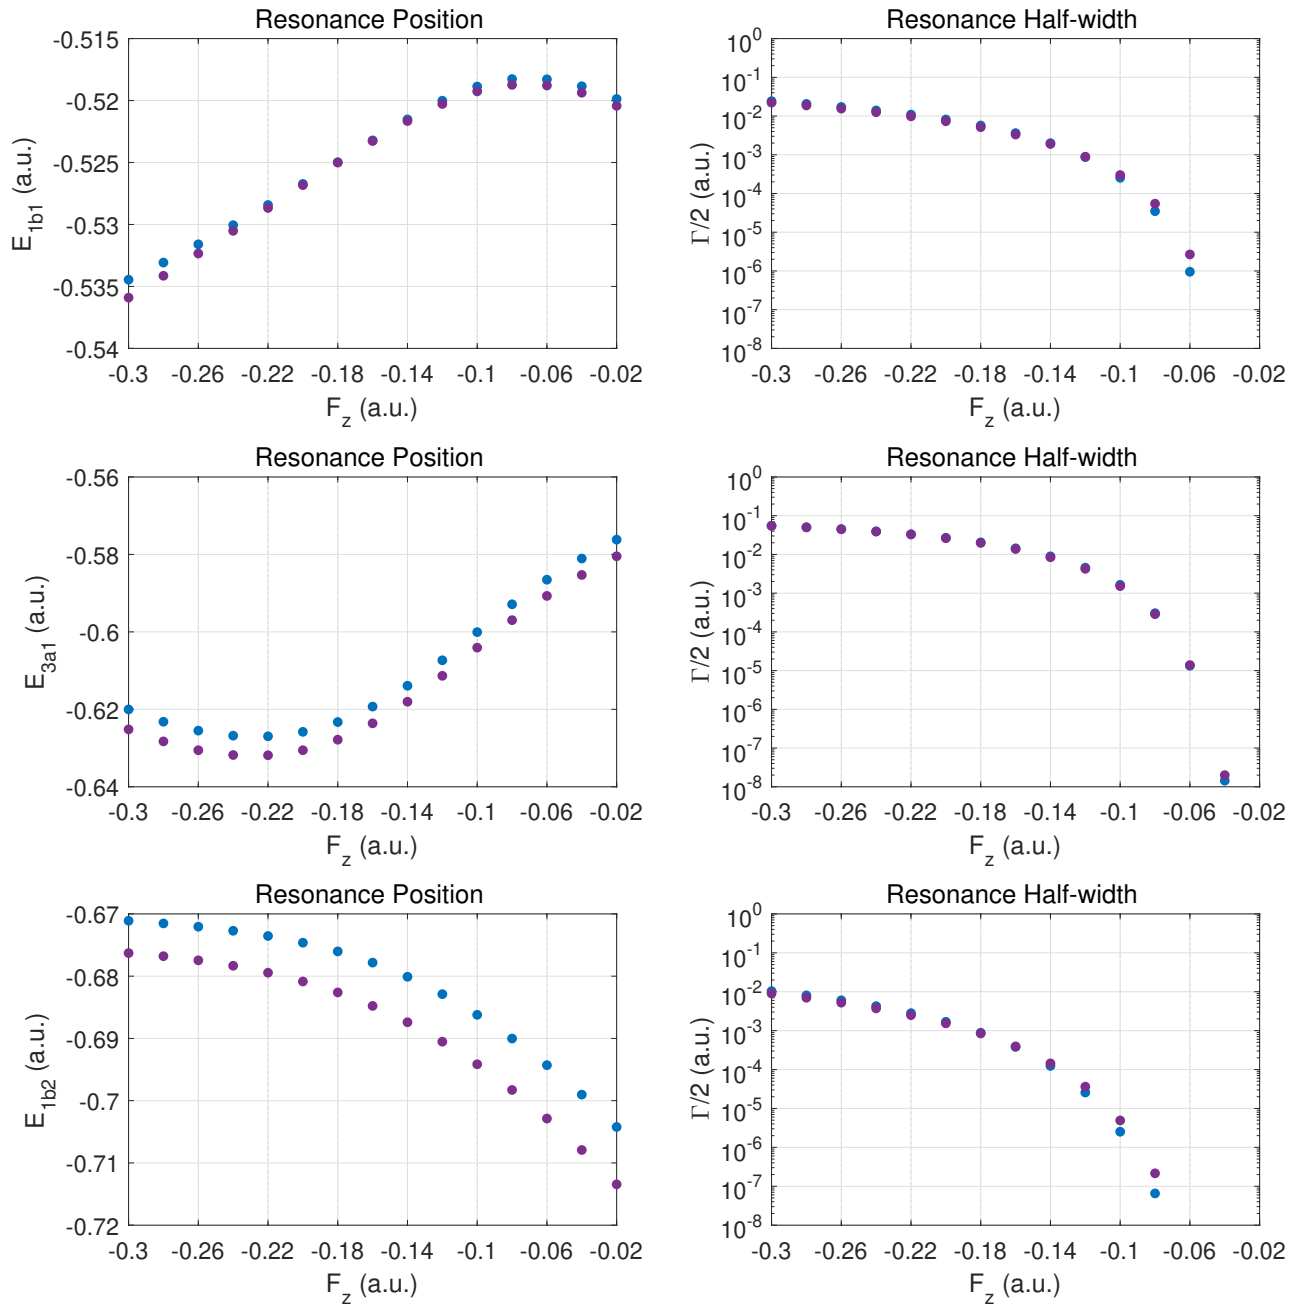 Resonance Position
-0.515
-0.52
-0.525
-0.53
-0.535
-0.54
E_1b1 (a.u.)
-0.3 -0.26 -0.22 -0.18 -0.14 -0.1 -0.06 -0.02
F_z (a.u.)
Resonance Half-width
10^0
10^-1
10^-2
10^-3
10^-4
10^-5
10^-6
10^-7
10^-8
Γ/2 (a.u.)
-0.3 -0.26 -0.22 -0.18 -0.14 -0.1 -0.06 -0.02
F_z (a.u.)
Resonance Position
-0.56
-0.58
-0.6
-0.62
-0.64
E_3a1 (a.u.)
-0.3 -0.26 -0.22 -0.18 -0.14 -0.1 -0.06 -0.02
F_z (a.u.)
Resonance Half-width
10^0
10^-1
10^-2
10^-3
10^-4
10^-5
10^-6
10^-7
10^-8
Γ/2 (a.u.)
-0.3 -0.26 -0.22 -0.18 -0.14 -0.1 -0.06 -0.02
F_z (a.u.)
Resonance Position
-0.67
-0.68
-0.69
-0.7
-0.71
-0.72
E_1b2 (a.u.)
-0.3 -0.26 -0.22 -0.18 -0.14 -0.1 -0.06 -0.02
F_z (a.u.)
Resonance Half-width
10^0
10^-1
10^-2
10^-3
10^-4
10^-5
10^-6
10^-7
10^-8
Γ/2 (a.u.)
-0.3 -0.26 -0.22 -0.18 -0.14 -0.1 -0.06 -0.02
F_z (a.u.)